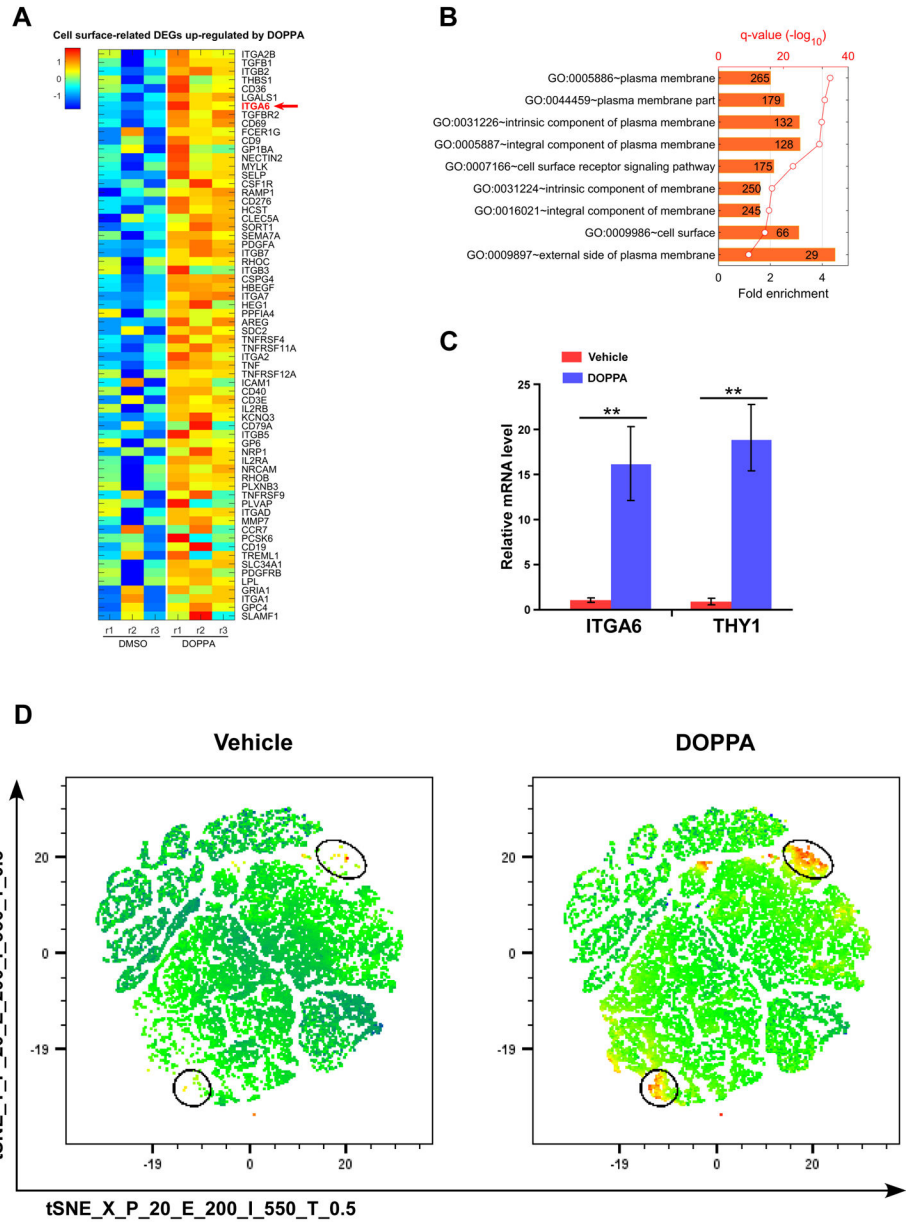 A
Cell surface-related DEGs up-regulated by DOPPA
4
2
0
-2
ITGA2B
TGFB1
ITGB2
THBS1
CD36
LGALS1
ITGA6
TGFBR2
CD69
FCER1G
CD9
GP1BA
NECTIN2
MYLK
SELP
CSF1R
RAMP1
CD276
HCST
CLEC5A
SORT1
SEMA7A
PDGFA
ITGB7
RHOC
ITGB3
CSPG4
HBEGF
ITGA7
HEG1
PPFIA4
AREG
SDC2
TNFRSF4
TNFRSF11A
ITGA2
TNF
TNFRSF12A
ICAM1
CD40
CD3E
IL2RB
KCNQ3
CD79A
ITGB5
GP6
NRP1
IL2RA
NRCAM
RHOB
PLXNB3
TNFRSF9
PLVAP
ITGAD
MMP7
CCR7
PCSK6
CD19
TREML1
SLC34A1
PDGFRB
LPL
GRIA1
ITGA1
GPC4
SLAMF1
r1 r2 r3 r1 r2 r3
DMSO DOPPA
B
q-value (-log10)
0 10 20 30 35 40
GO:0005886~plasma membrane 265
GO:0044459~plasma membrane part 179
GO:0031226~intrinsic component of plasma membrane 132
GO:0005887~integral component of plasma membrane 128
GO:0007166~cell surface receptor signaling pathway 175
GO:0031224~intrinsic component of membrane 250
GO:0016021~integral component of membrane 245
GO:0009986~cell surface 66
GO:0009897~external side of plasma membrane 29
0 2 4
Fold enrichment
C
Vehicle
DOPPA
Relative mRNA level
25
20
15
10
5
0
**
**
ITGA6 THY1
D
Vehicle DOPPA
20
0
-19
-19 0 20
20
0
-19
-19 0 20
tSNE_X_P_20_E_200_I_550_T_0.5